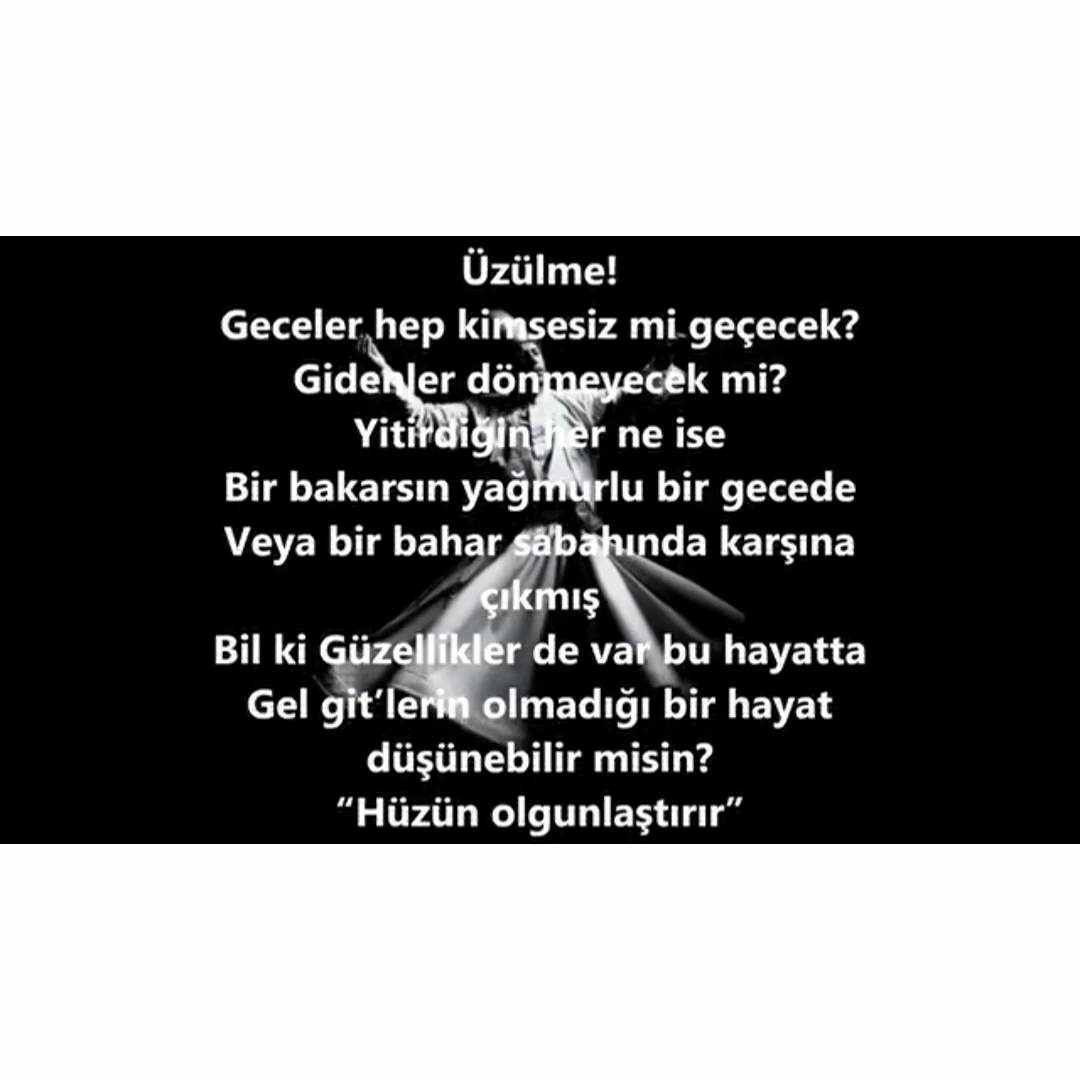 Üzülme!
Geceler hep kimsesiz mi geçecek?
Gidenler dönmeyecek mi?
Yitirdiğin her ne ise
Bir bakarsın yağmurlu bir gecede
Veya bir bahar sabahında karşına
çıkmış
Bil ki Güzellikler de var bu hayatta
Gel git’lerin olmadığı bir hayat
düşünebilir misin?
“Hüzün olgunlaştırır”